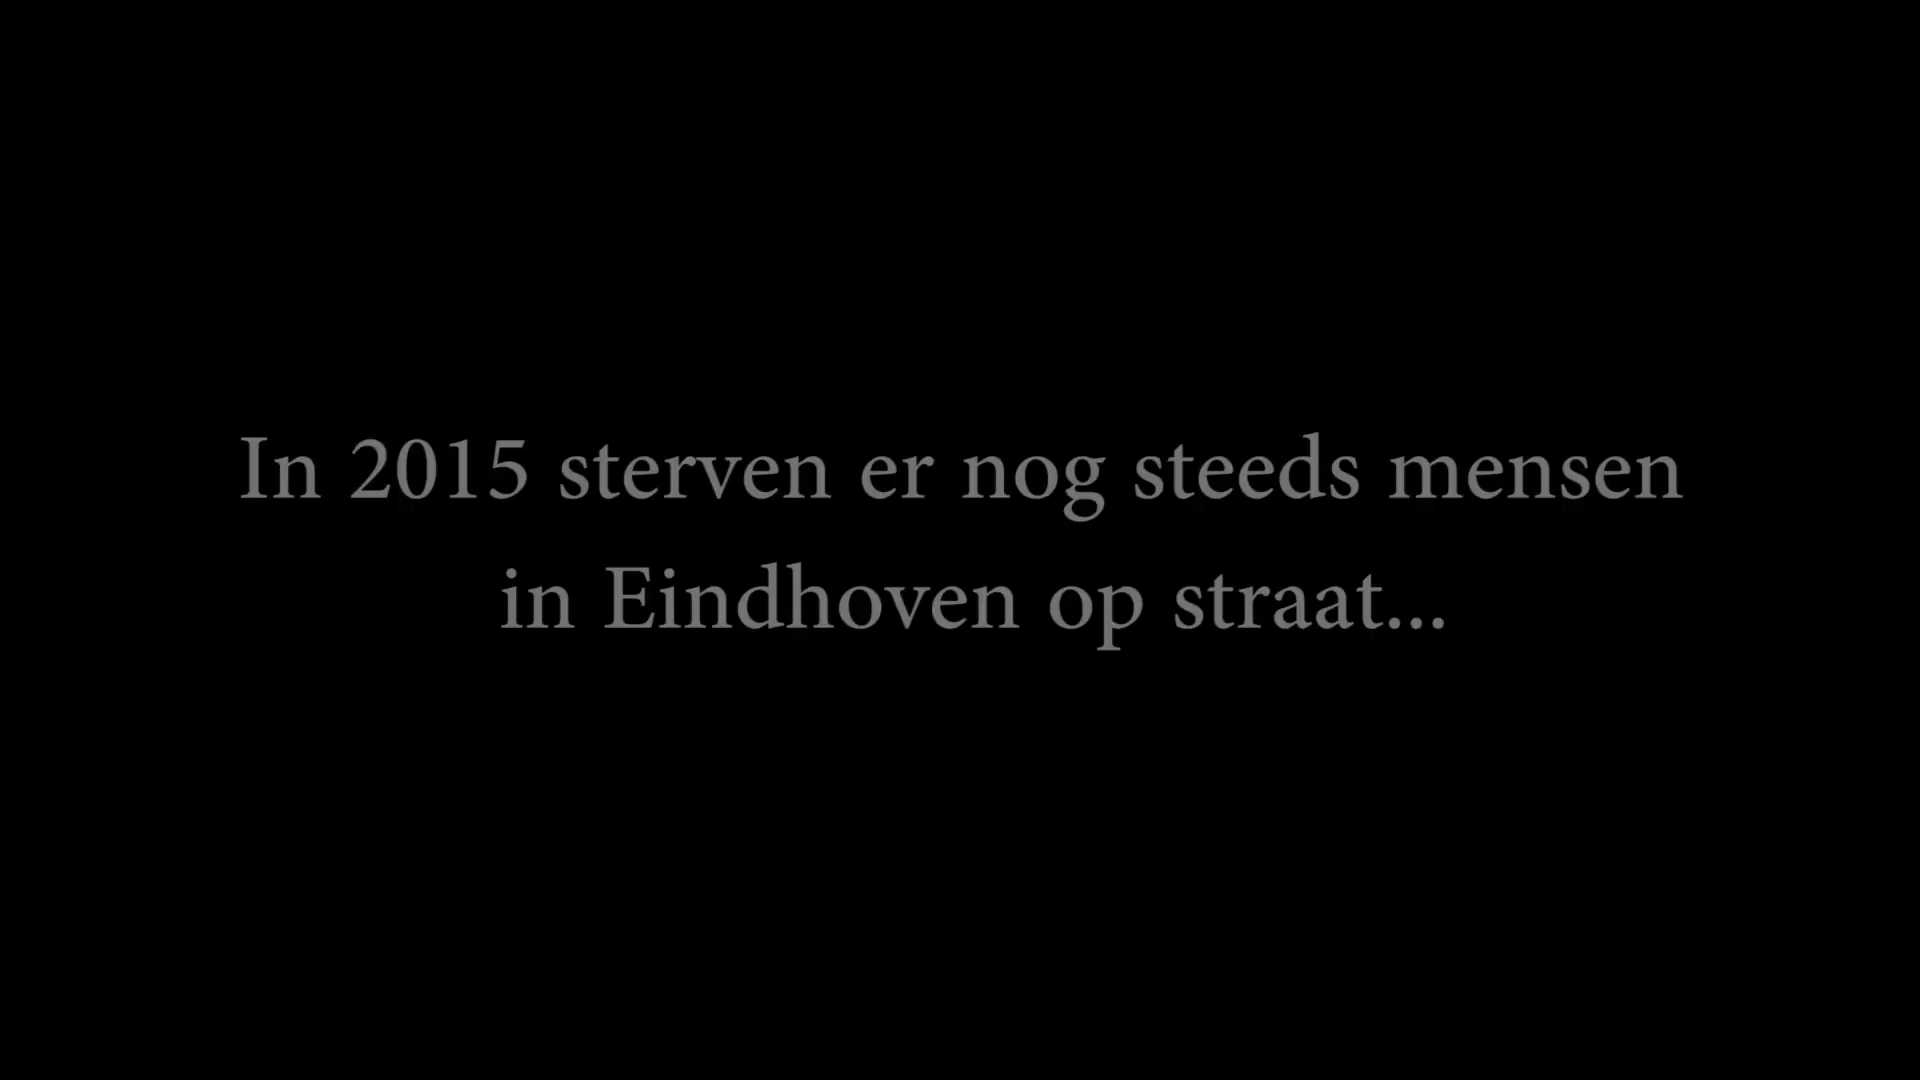 In 2015 sterven er nog steeds mensen
in Eindhoven op straat...